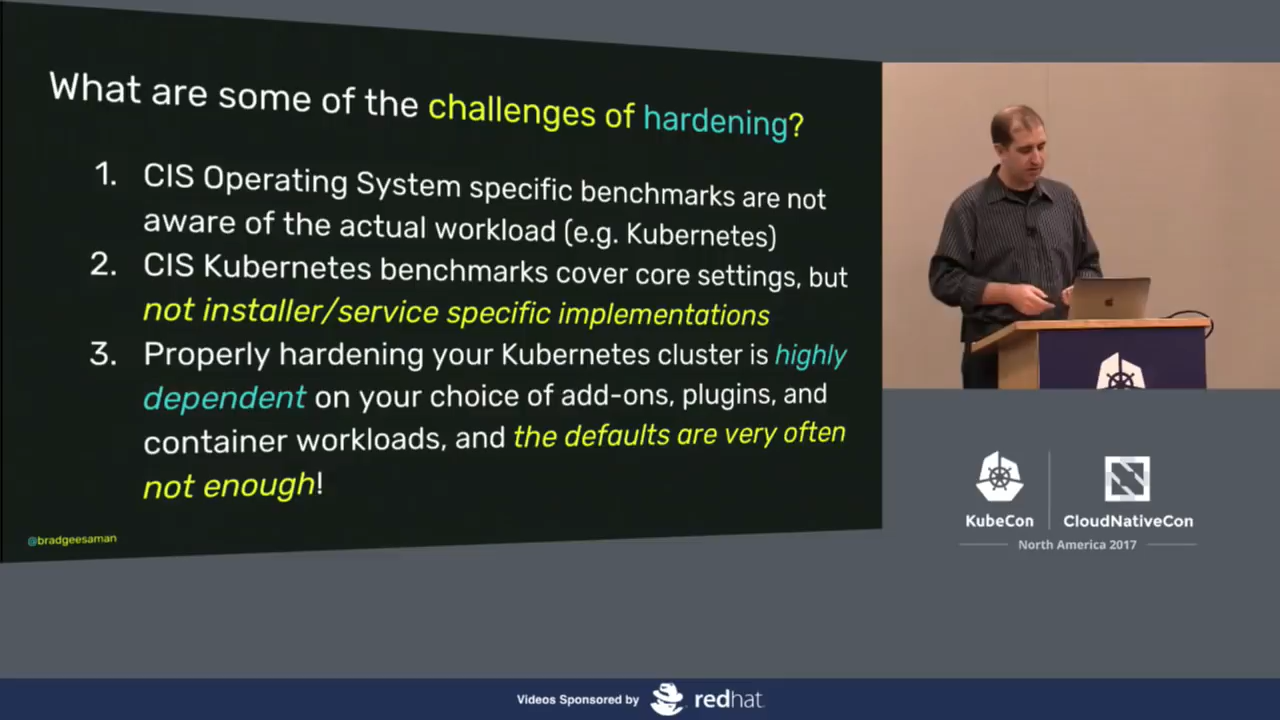 What are some of the challenges of hardening?
1. CIS Operating System specific benchmarks are not
aware of the actual workload (e.g. Kubernetes)
2. CIS Kubernetes benchmarks cover core settings, but
not installer/service specific implementations
3. Properly hardening your Kubernetes cluster is highly
dependent on your choice of add-ons, plugins, and
container workloads, and the defaults are very often
not enough!
@bradgeesaman
KubeCon
CloudNativeCon
North America 2017
Videos Sponsored by
redhat.